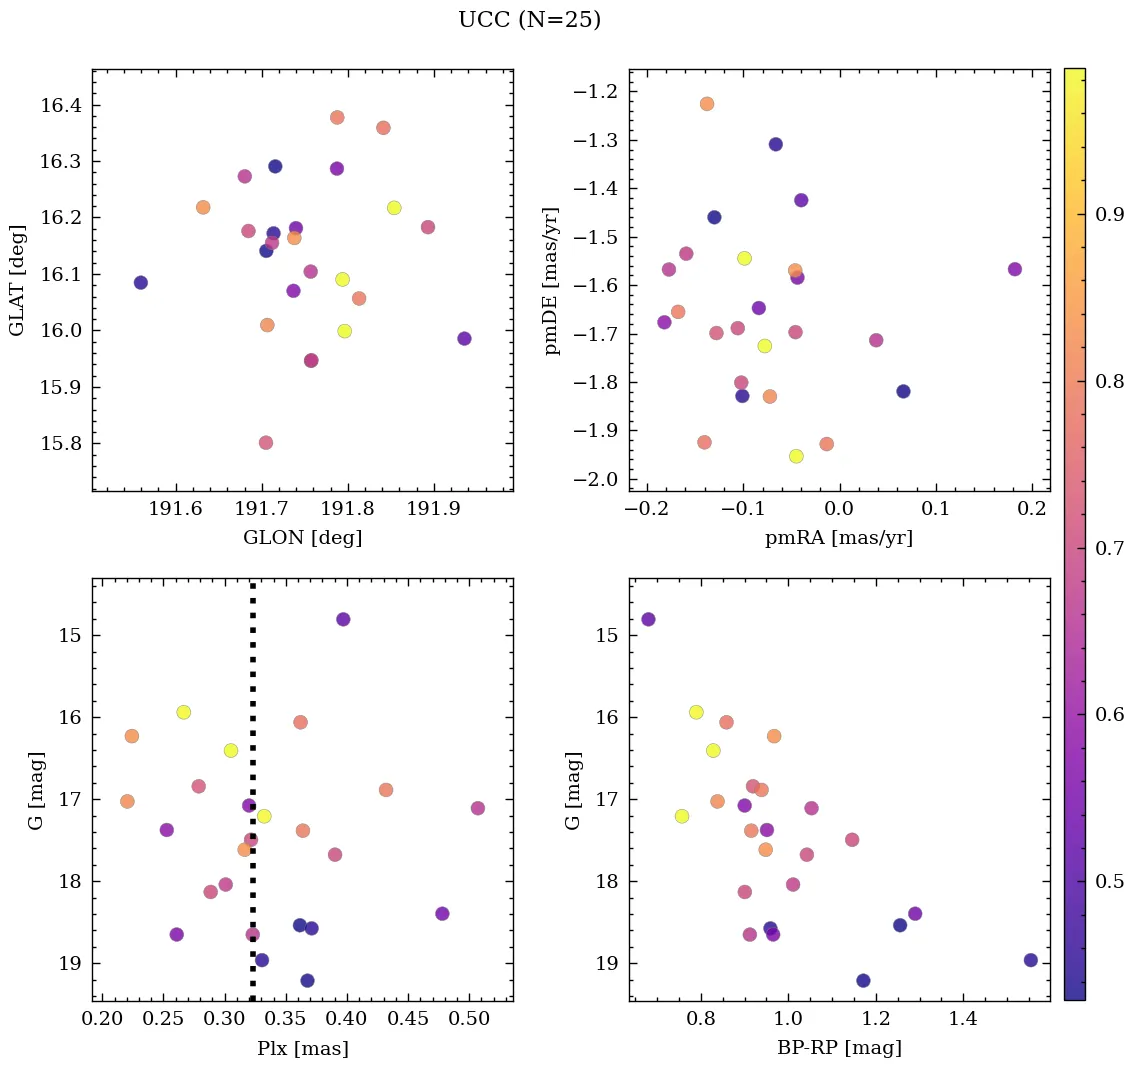 UCC (N=25)
16.4
16.3
16.2
16.1
16.0
15.9
15.8
GLAT [deg]
191.6 191.7 191.8 191.9
GLON [deg]
−1.2
−1.3
−1.4
−1.5
−1.6
−1.7
−1.8
−1.9
−2.0
pmDE [mas/yr]
−0.2 −0.1 0.0 0.1 0.2
pmRA [mas/yr]
15
16
17
18
19
G [mag]
0.20 0.25 0.30 0.35 0.40 0.45 0.50
Plx [mas]
15
16
17
18
19
G [mag]
0.8 1.0 1.2 1.4
BP-RP [mag]
0.9
0.8
0.7
0.6
0.5